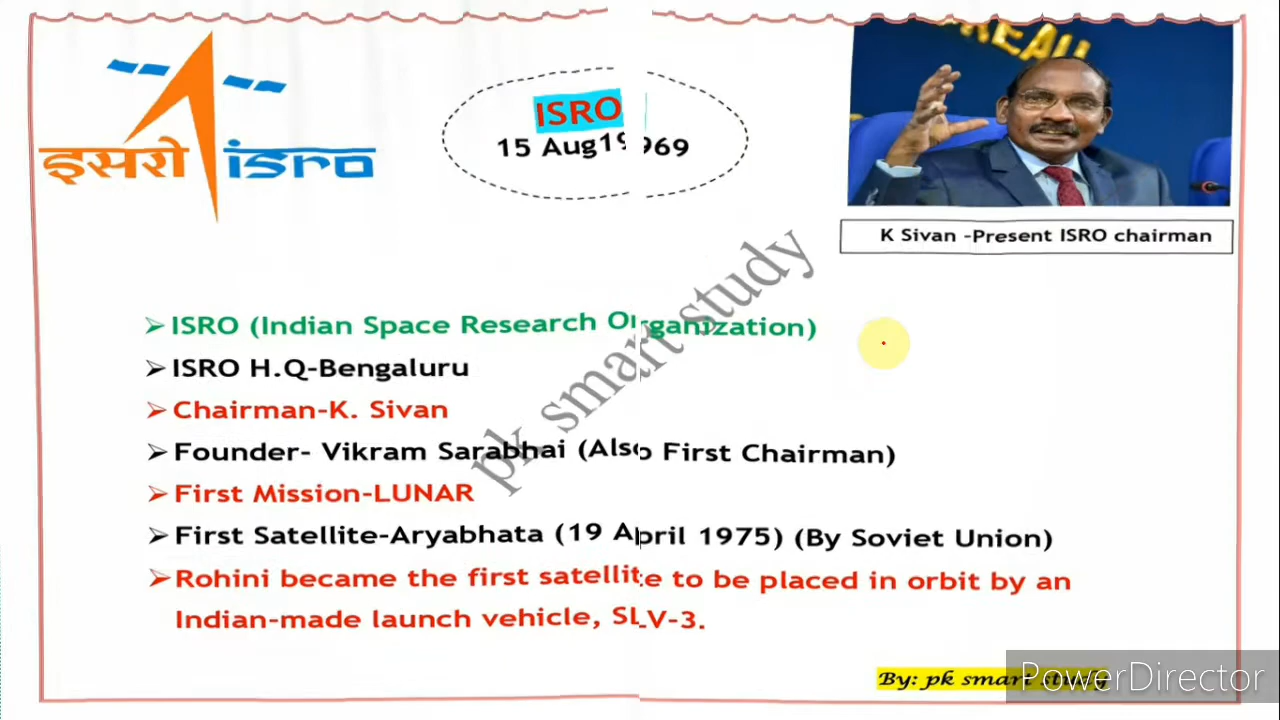 इसरो isro
ISRO
15 Aug 1969
REAU
K Sivan -Present ISRO chairman
➢ISRO (Indian Space Research Organization)
➢ISRO H.Q-Bengaluru
➢Chairman-K. Sivan
➢Founder- Vikram Sarabhai (Also First Chairman)
➢First Mission-LUNAR
➢First Satellite-Aryabhata (19 April 1975) (By Soviet Union)
➢Rohini became the first satellite to be placed in orbit by an
Indian-made launch vehicle, SLV-3.
pk smart study
By: pk smart study
PowerDirector